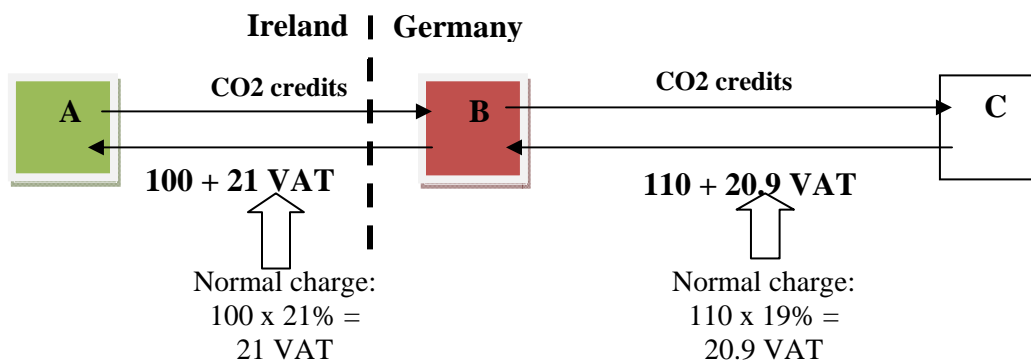 Ireland Germany
CO2 credits
CO2 credits
A
B
C
100 + 21 VAT
110 + 20.9 VAT
Normal charge:
100 x 21% =
21 VAT
Normal charge:
110 x 19% =
20.9 VAT